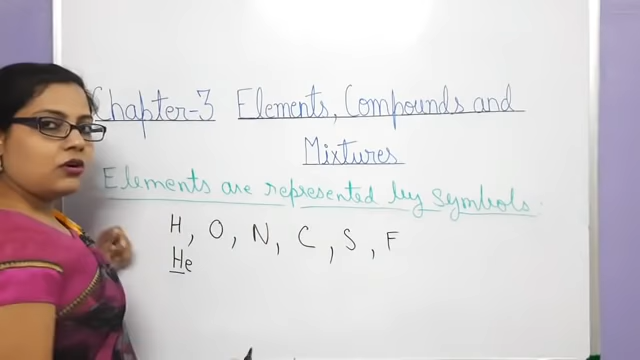 Chapter-3 Elements, Compounds and
Mixtures
Elements are represented by symbols.
H, O, N, C, S, F
He